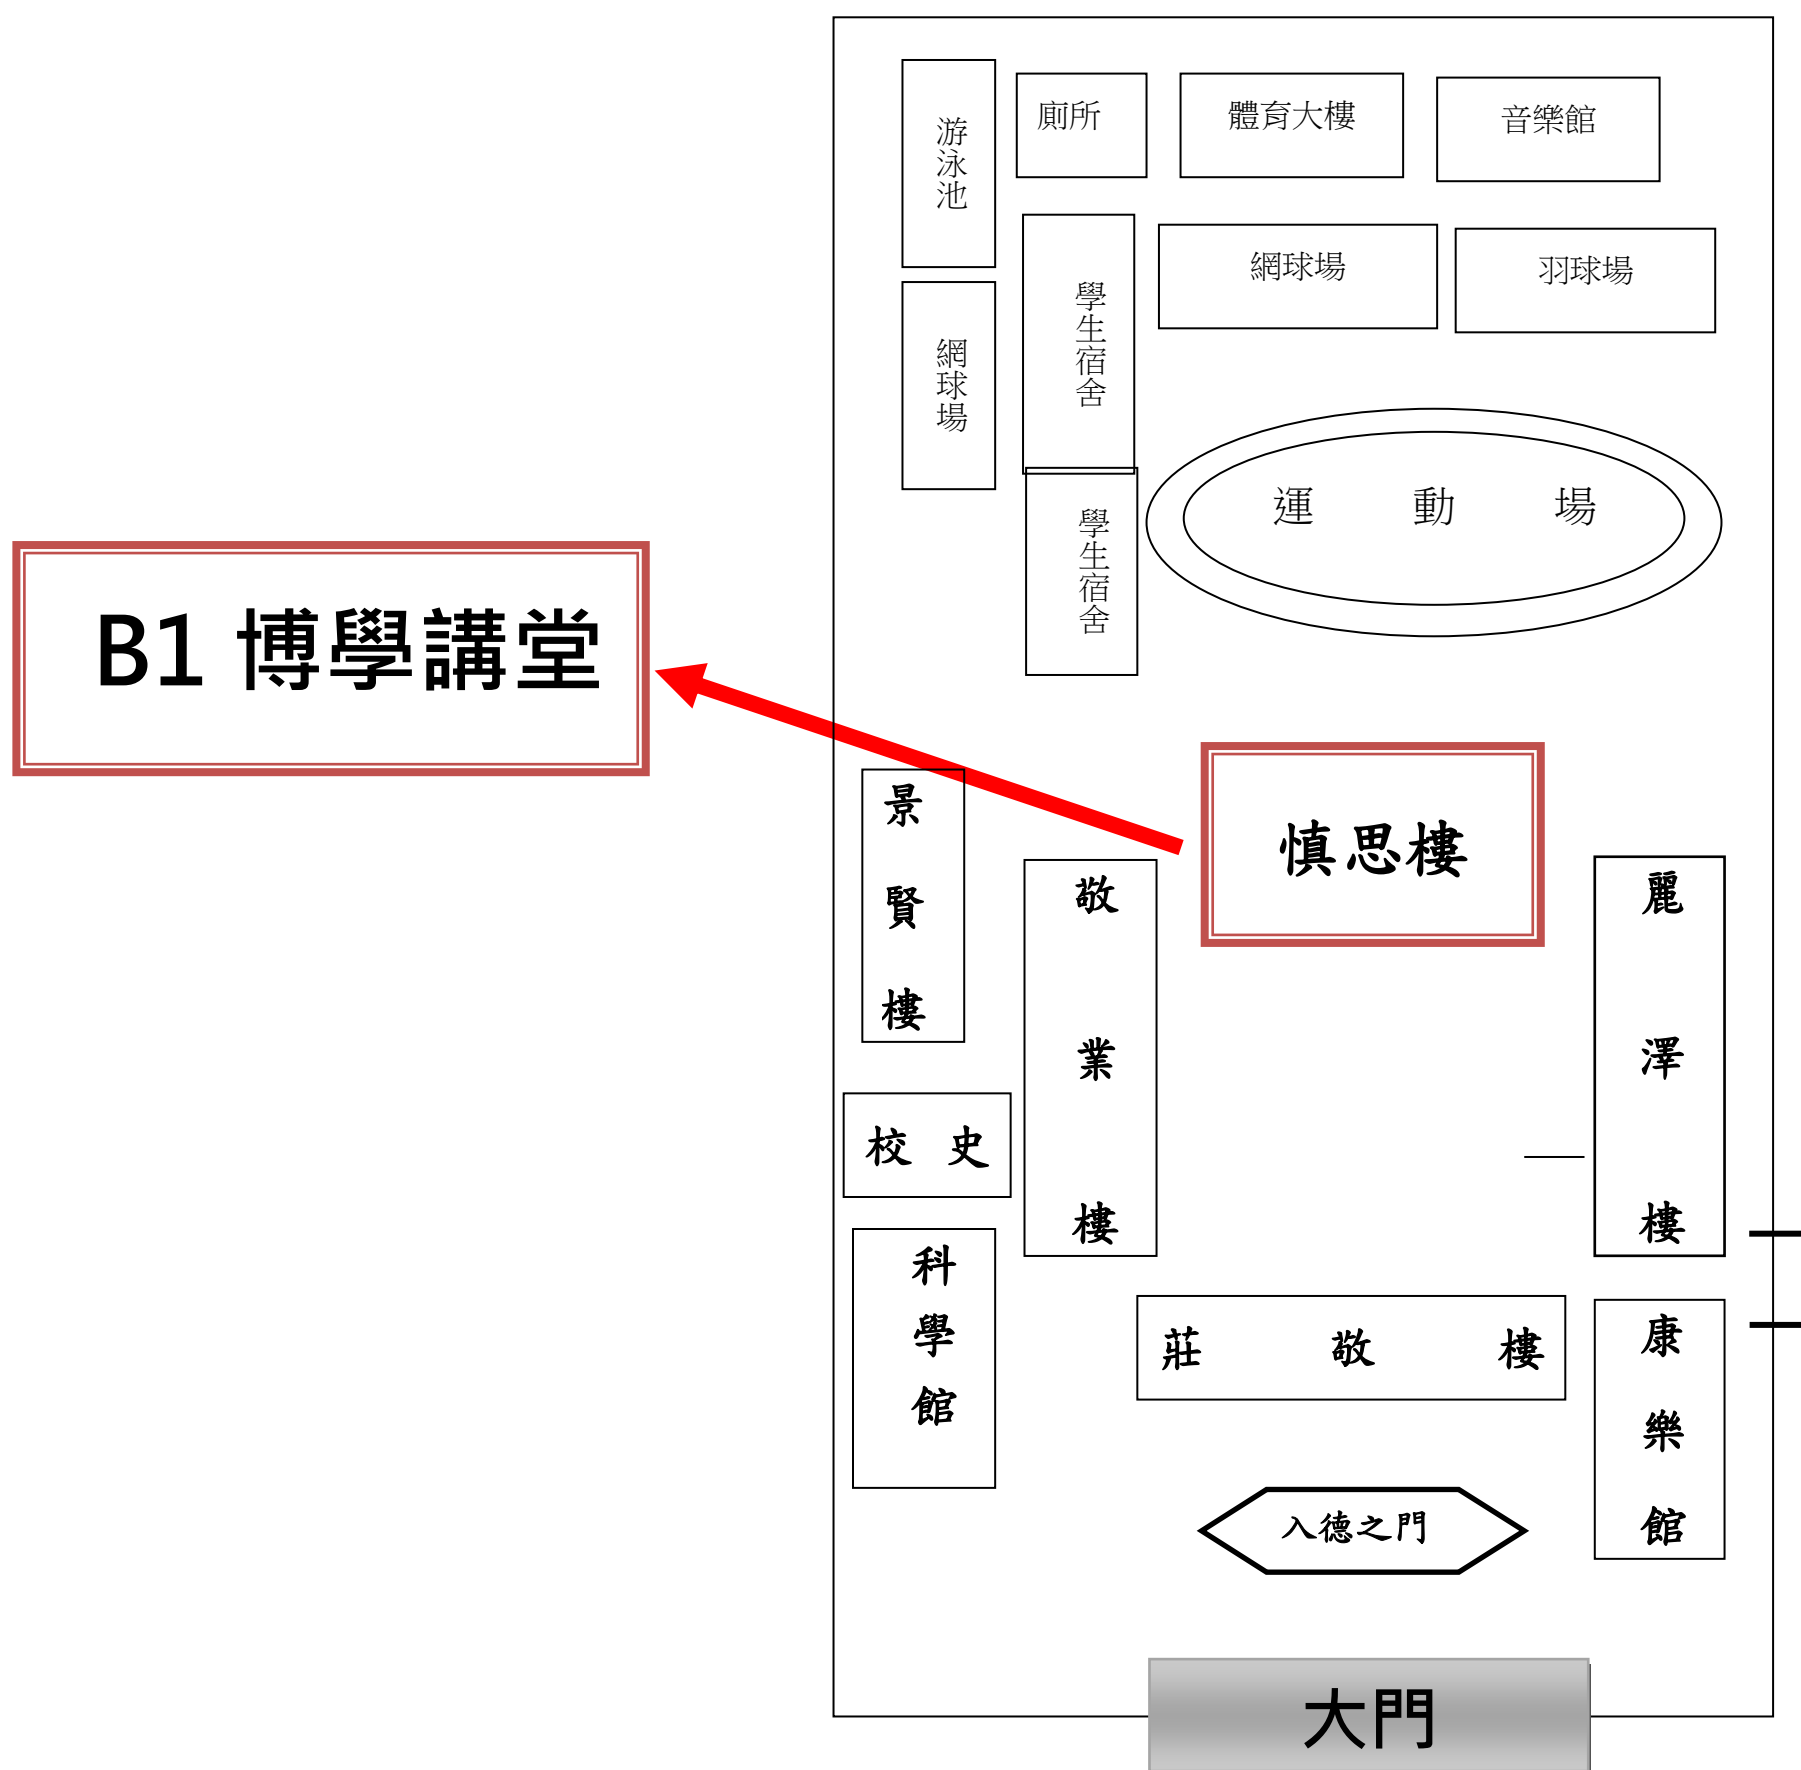 游泳池
廁所
體育大樓
音樂館
網球場
學生宿舍
網球場
羽球場
運動場
學生宿舍
B1 博學講堂
慎思樓
景賢樓
敬業樓
麗澤樓
校史
科學館
莊敬樓
康樂館
入德之門
大門